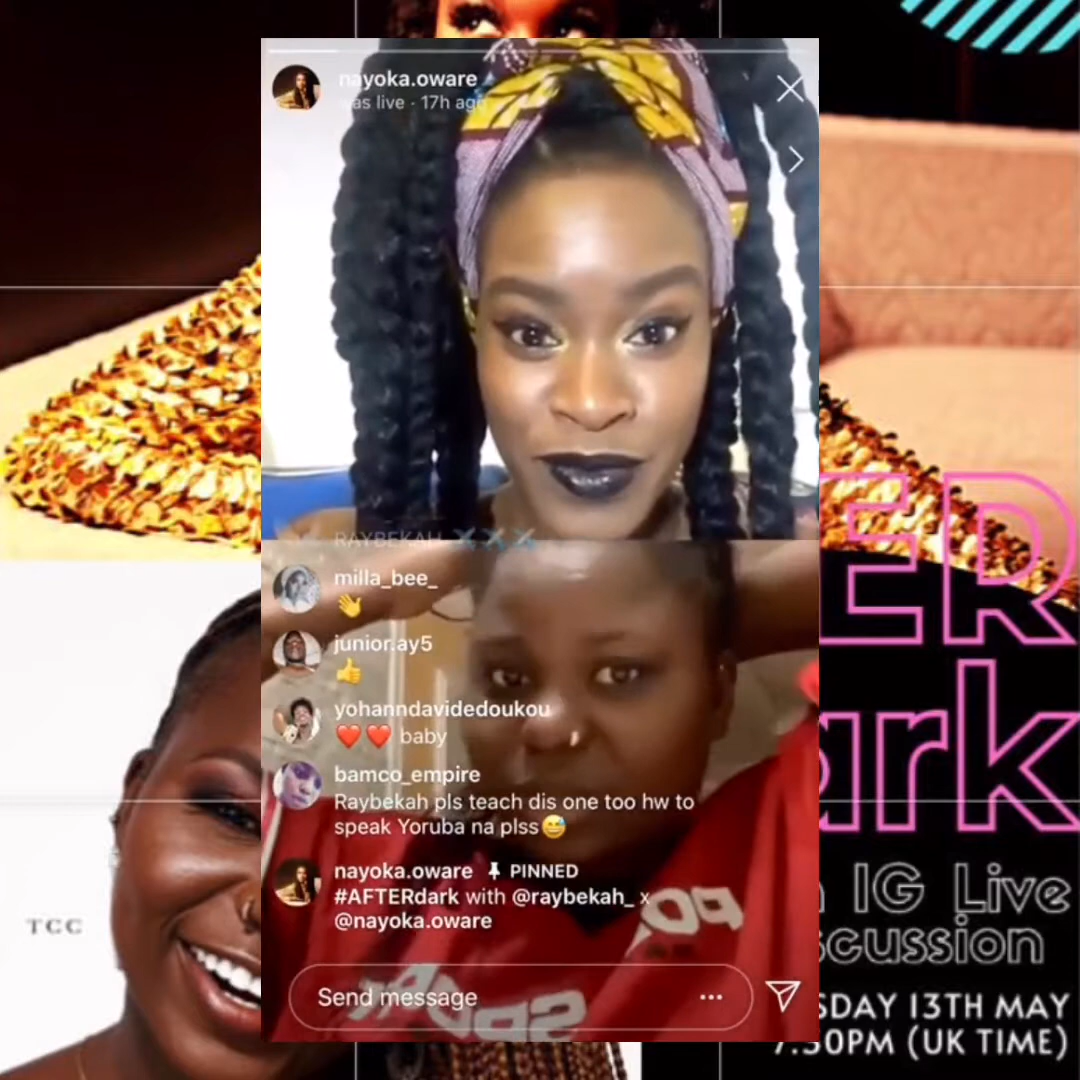 nayoka.oware
was live · 17h ago
RAYBEKAH
milla_bee_
👋
junior.ay5
👍
yohanndavidedoukou
❤️❤️ baby
bamco_empire
Raybekah pls teach dis one too hw to
speak Yoruba na plss😅
nayoka.oware PINNED
#AFTERdark with @raybekah_ x
@nayoka.oware
Send message
TCC
ER
ark
IG Live
scussion
SDAY 13TH MAY
7.30PM (UK TIME)